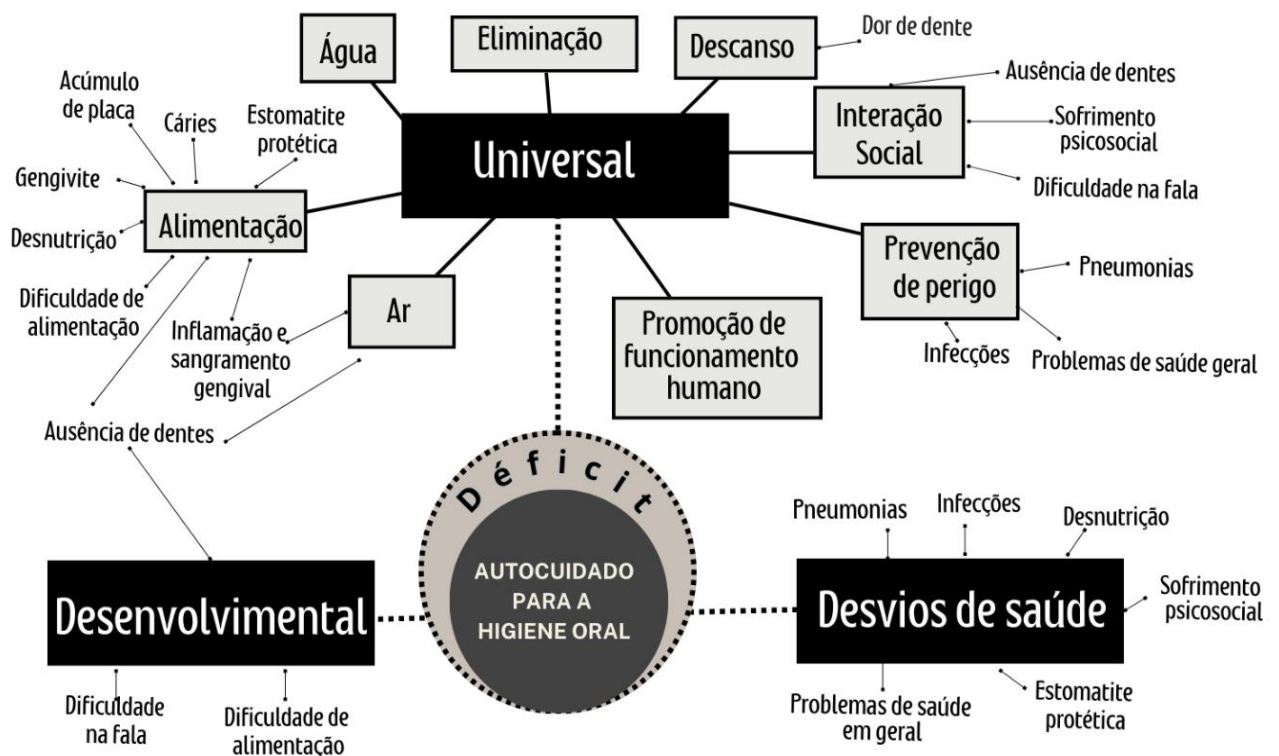 Água
Eliminação
Descanso
Dor de dente
Acúmulo
de placa
Cáries
Estomatite
protética
Gengivite
Alimentação
Desnutrição
Dificuldade de
alimentação
Inflamação e
sangramento
gengival
Ausência de dentes
Universal
Ausência de dentes
Interação
Social
Sofrimento
psicosocial
Dificuldade na fala
Ar
Promoção de
funcionamento
humano
Prevenção
de perigo
Pneumonias
Infecções
Problemas de saúde geral
Déficit
AUTOCUIDADO
PARA A
HIGIENE ORAL
Desenvolvimental
Dificuldade
na fala
Dificuldade de
alimentação
Pneumonias
Infecções
Desnutrição
Desvios de saúde
Sofrimento
psicosocial
Problemas de saúde
em geral
Estomatite
protética